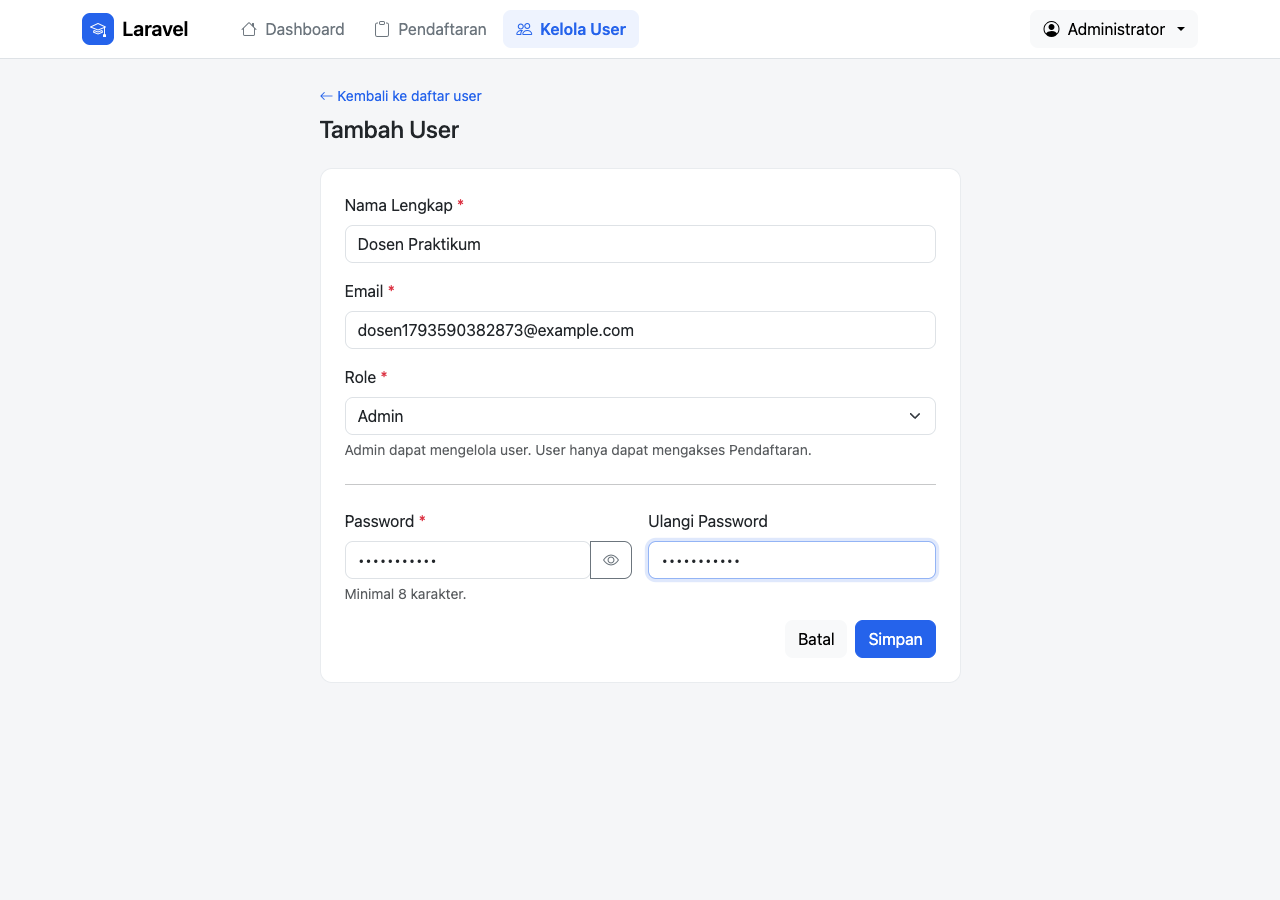 Laravel Dashboard Pendaftaran Kelola User Administrator
Kembali ke daftar user
Tambah User
Nama Lengkap *
Dosen Praktikum
Email *
dosen1793590382873@example.com
Role *
Admin
Admin dapat mengelola user. User hanya dapat mengakses Pendaftaran.
Password * Ulangi Password
••••••••••• •••••••••••
Minimal 8 karakter.
Batal Simpan